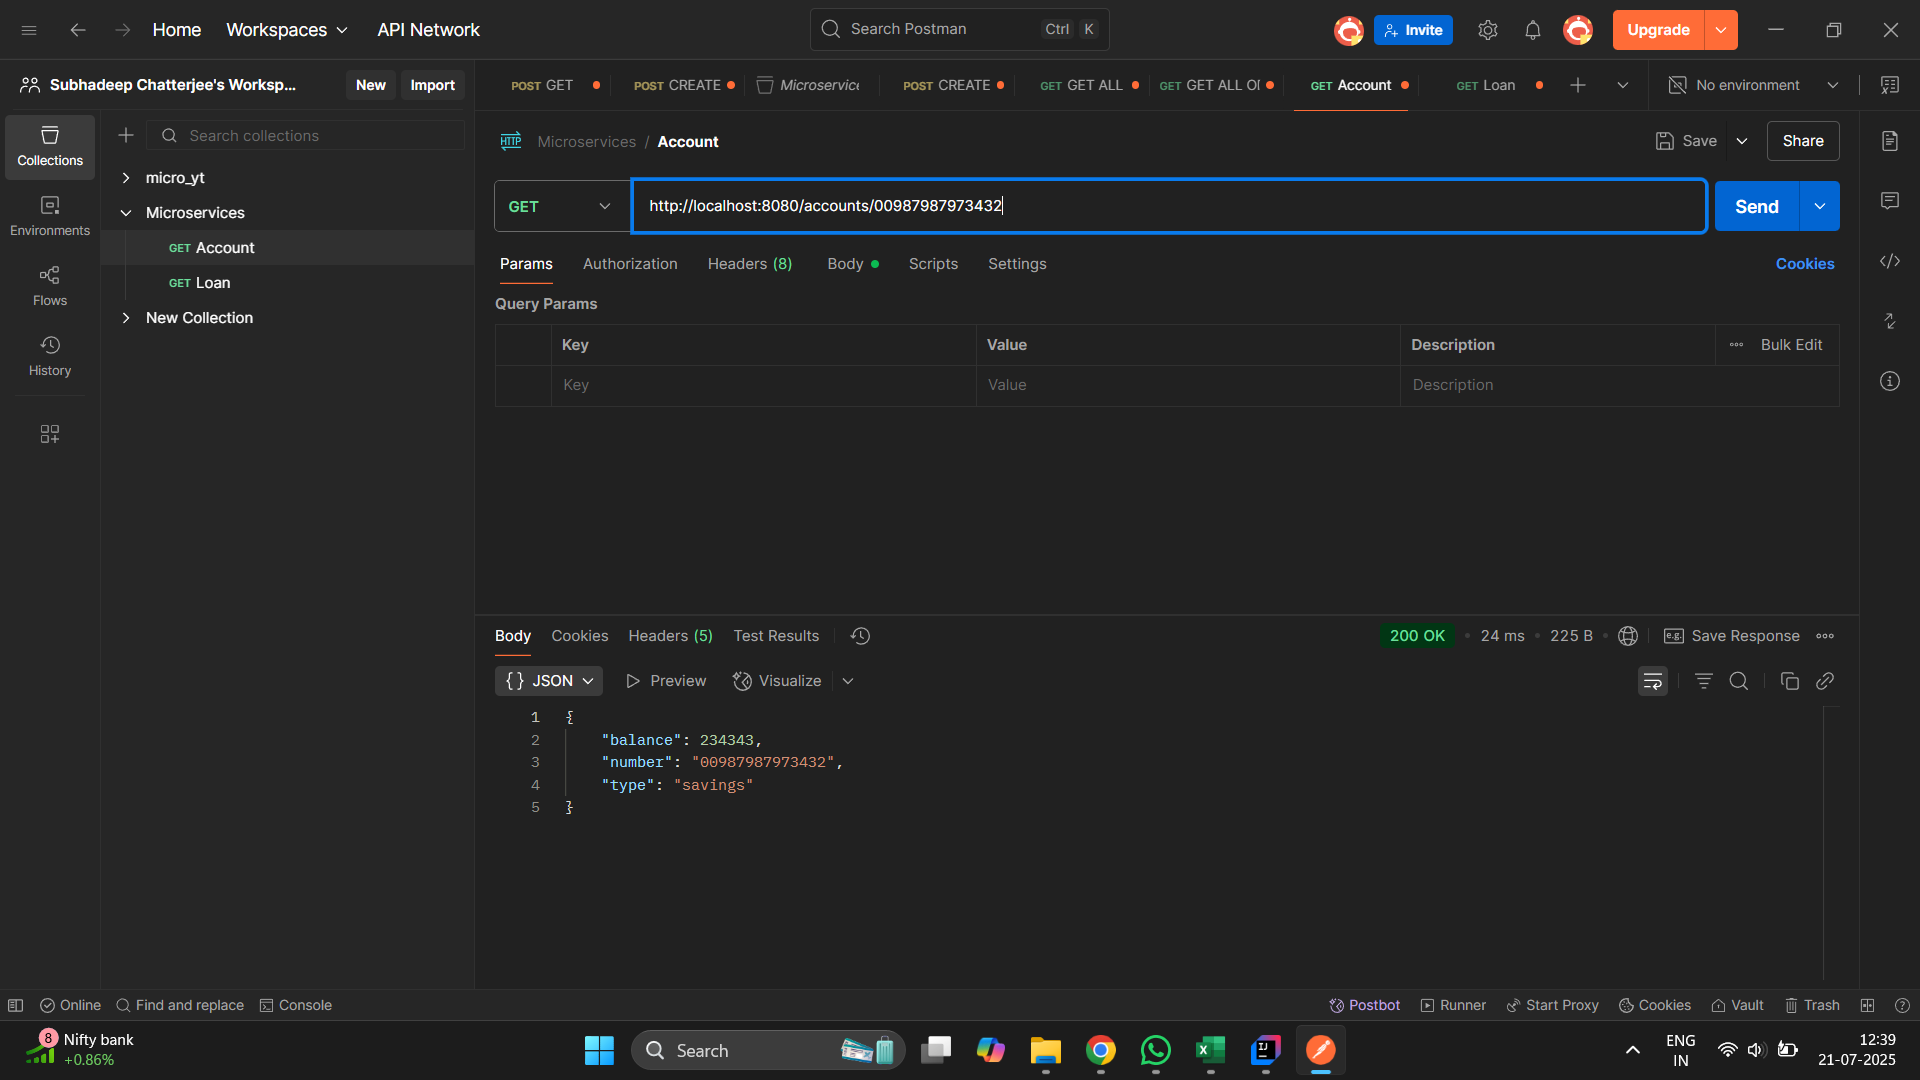 Home Workspaces API Network Search Postman Ctrl K Invite Upgrade
Subhadeep Chatterjee's Worksp... New Import POST GET POST CREATE Microservice POST CREATE GET GET ALL GET GET ALL GET Account GET Loan No environment
Collections
Environments
Flows
History
Search collections
micro_yt
Microservices
GET Account
GET Loan
New Collection
HTTP Microservices / Account Save Share
GET http://localhost:8080/accounts/00987987973432 Send
Params Authorization Headers (8) Body Scripts Settings Cookies
Query Params
Key Value Description Bulk Edit
Key Value Description
Body Cookies Headers (5) Test Results 200 OK 24 ms 225 B e.g. Save Response
{} JSON Preview Visualize
1 {
2 "balance": 234343,
3 "number": "00987987973432",
4 "type": "savings"
5 }
Online Find and replace Console Postbot Runner Start Proxy Cookies Vault Trash
8 Nifty bank
+0.86%
Search
ENG
IN
12:39
21-07-2025